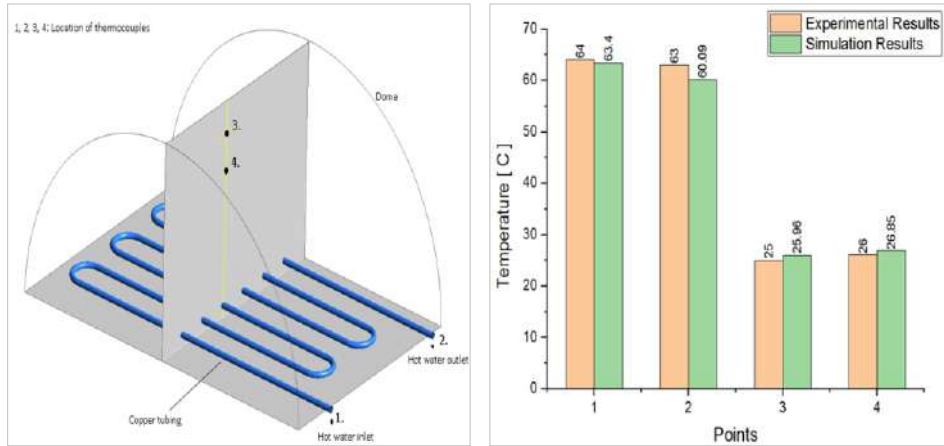 1, 2, 3, 4: Location of thermocouples
Dome
3.
4.
2.
Hot water outlet
1.
Hot water inlet
Copper tubing
Experimental Results
Simulation Results
Temperature [ C]
70
60
50
40
30
20
10
0
64
63.4
63
60.09
25
25.96
26
26.85
1
2
3
4
Points